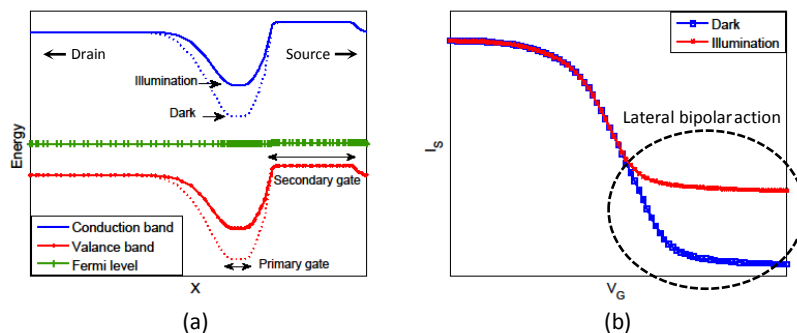 Drain
Source
Illumination
Dark
Energy
Secondary gate
Conduction band
Valance band
Fermi level
Primary gate
X
(a)
Dark
Illumination
Lateral bipolar action
I_S
V_G
(b)